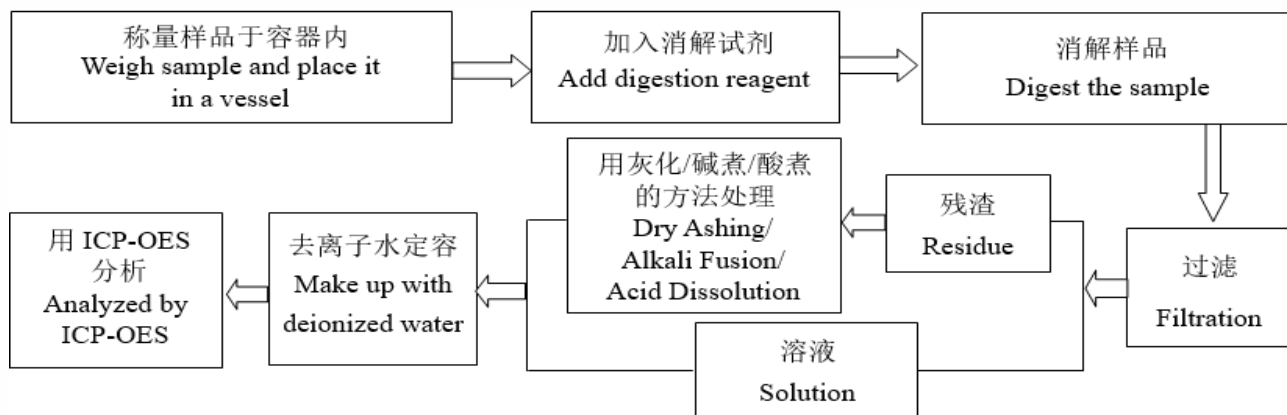 称量样品于容器内
Weigh sample and place it
in a vessel
加入消解试剂
Add digestion reagent
消解样品
Digest the sample
过滤
Filtration
残渣
Residue
用灰化/碱煮/酸煮
的方法处理
Dry Ashing/
Alkali Fusion/
Acid Dissolution
溶液
Solution
去离子水定容
Make up with
deionized water
用 ICP-OES
分析
Analyzed by
ICP-OES